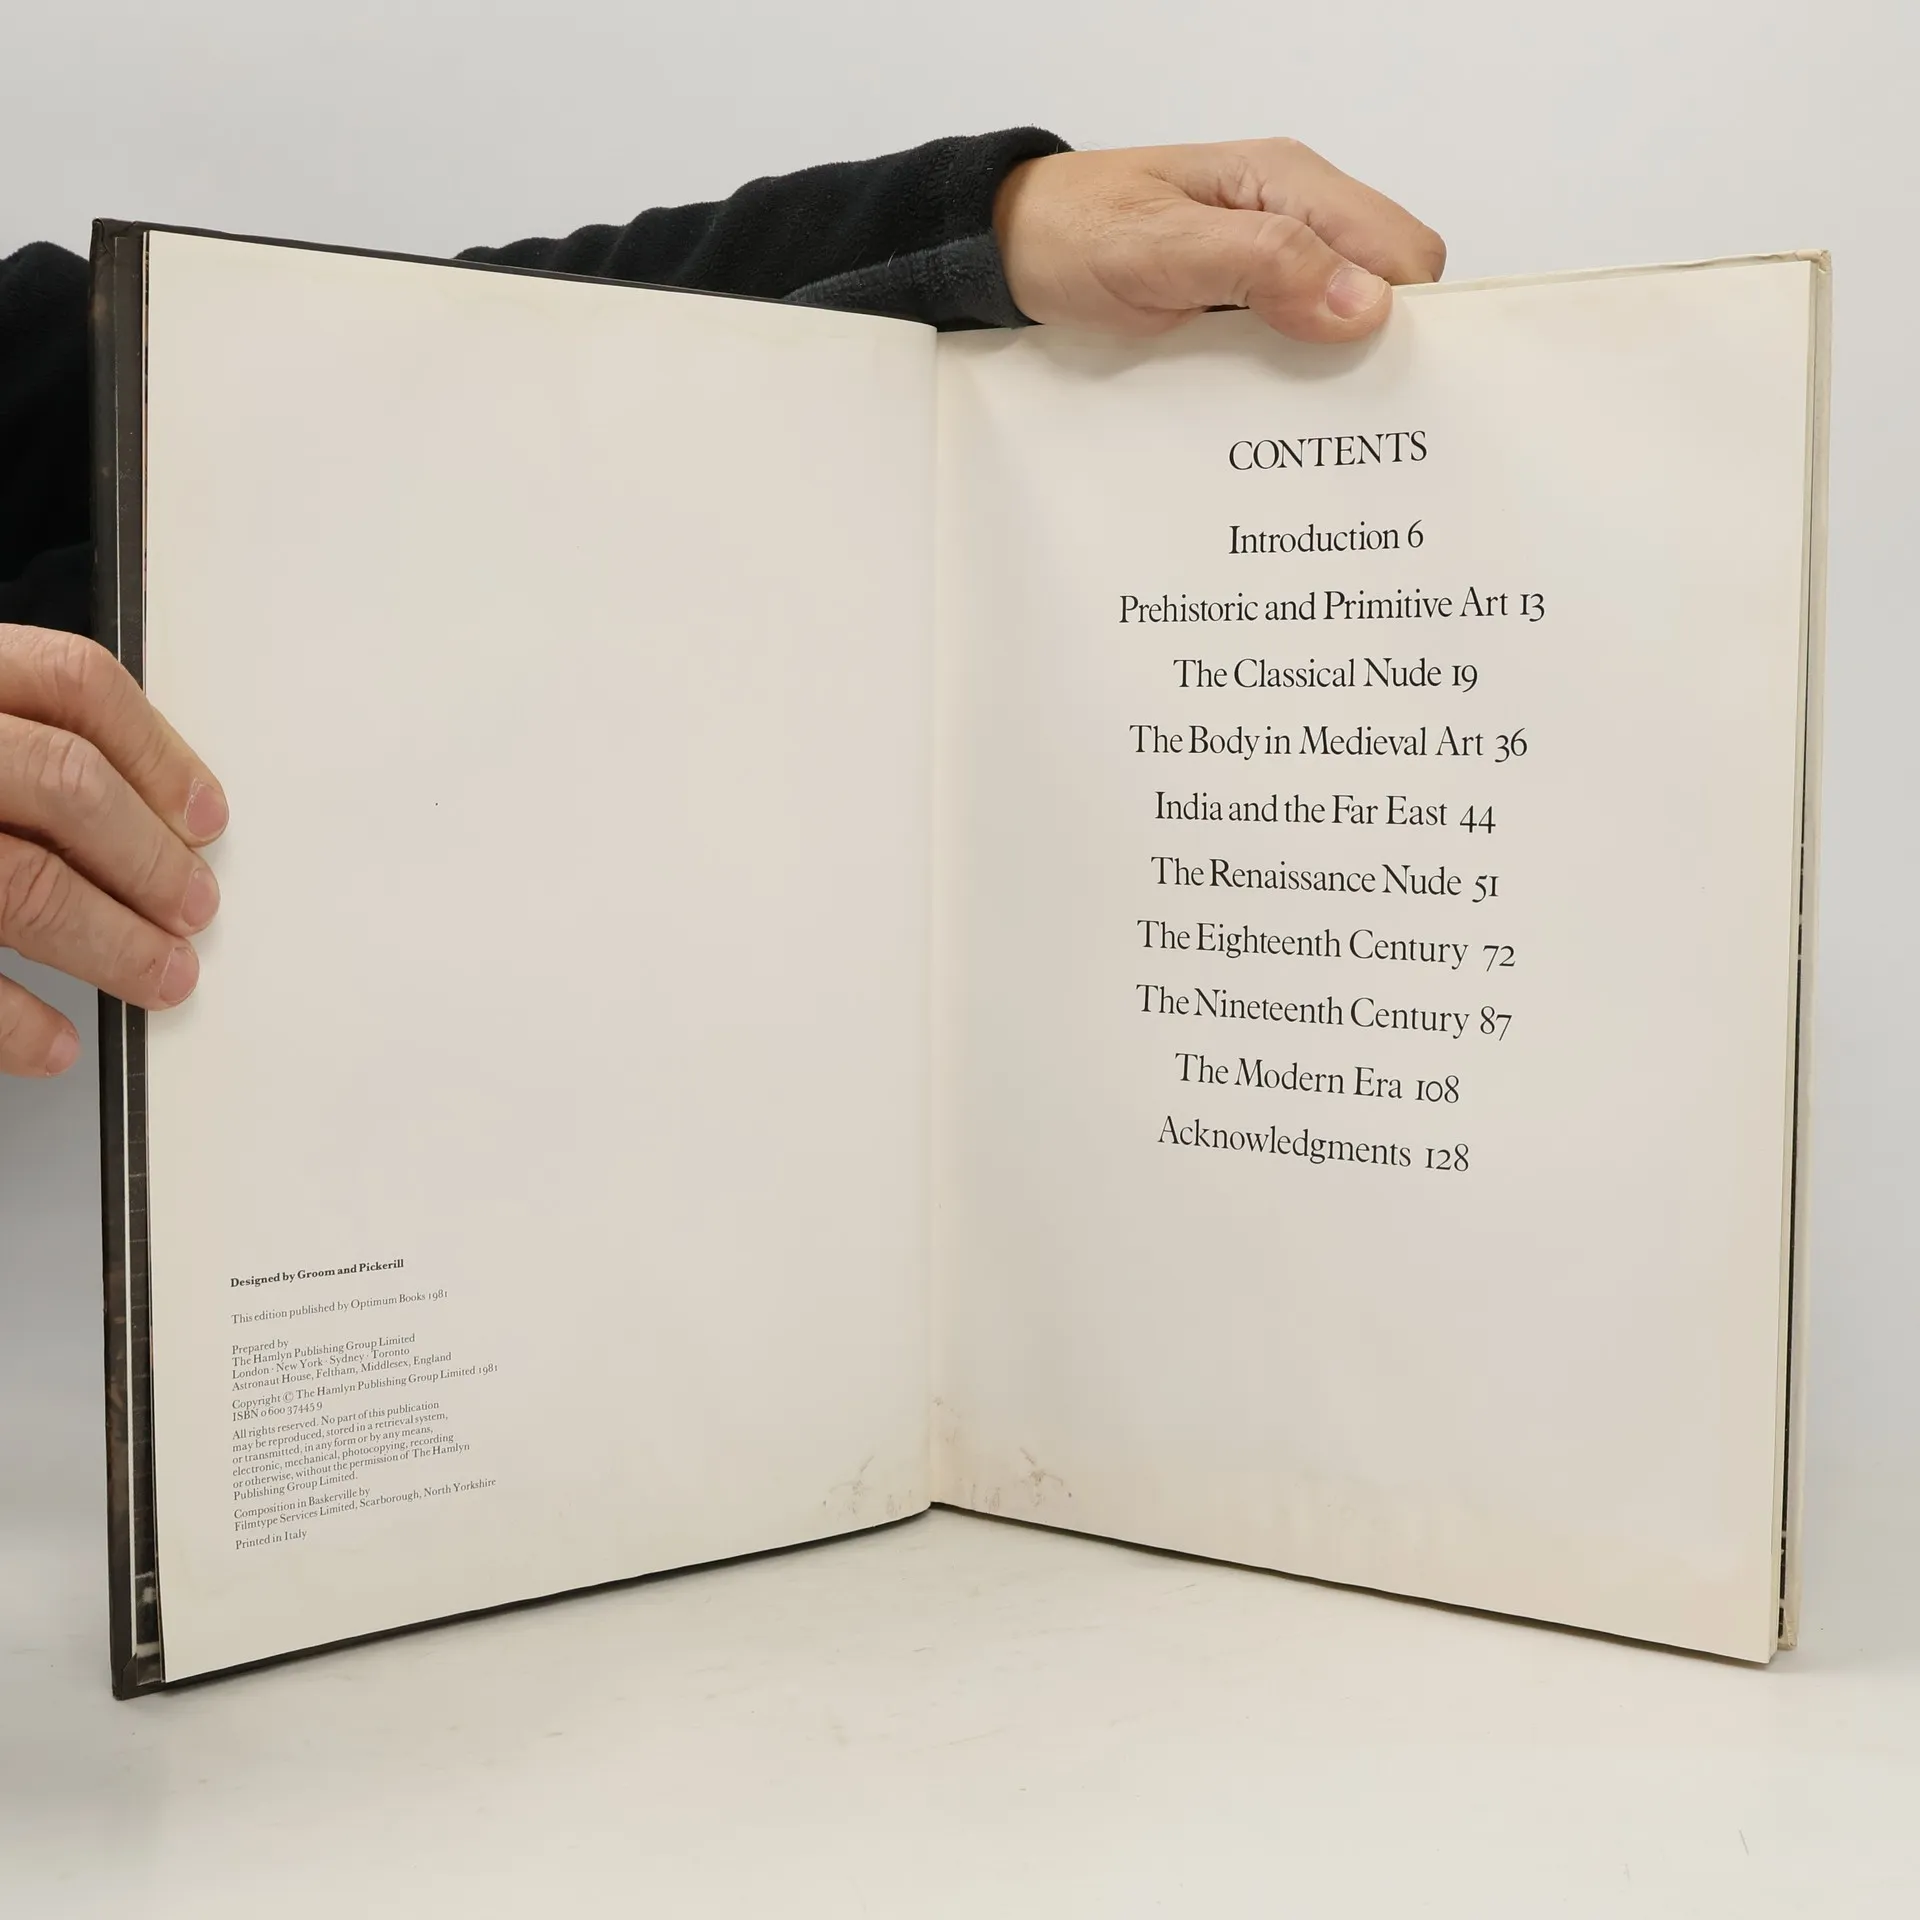 Designed by Groom and Pickerill
This edition published by Optimum Books 1981
Prepared by
The Hamlyn Publishing Group Limited
London · New York · Sydney · Toronto
Astronaut House, Feltham, Middlesex, England
Copyright © The Hamlyn Publishing Group Limited 1981
ISBN 0 600 37445 9
All rights reserved. No part of this publication
may be reproduced, stored in a retrieval system,
or transmitted, in any form or by any means,
electronic, mechanical, photocopying, recording
or otherwise, without the permission of The Hamlyn
Publishing Group Limited.
Composition in Baskerville by
Filmtype Services Limited, Scarborough, North Yorkshire
Printed in Italy
CONTENTS
Introduction 6
Prehistoric and Primitive Art 13
The Classical Nude 19
The Body in Medieval Art 36
India and the Far East 44
The Renaissance Nude 51
The Eighteenth Century 72
The Nineteenth Century 87
The Modern Era 108
Acknowledgments 128